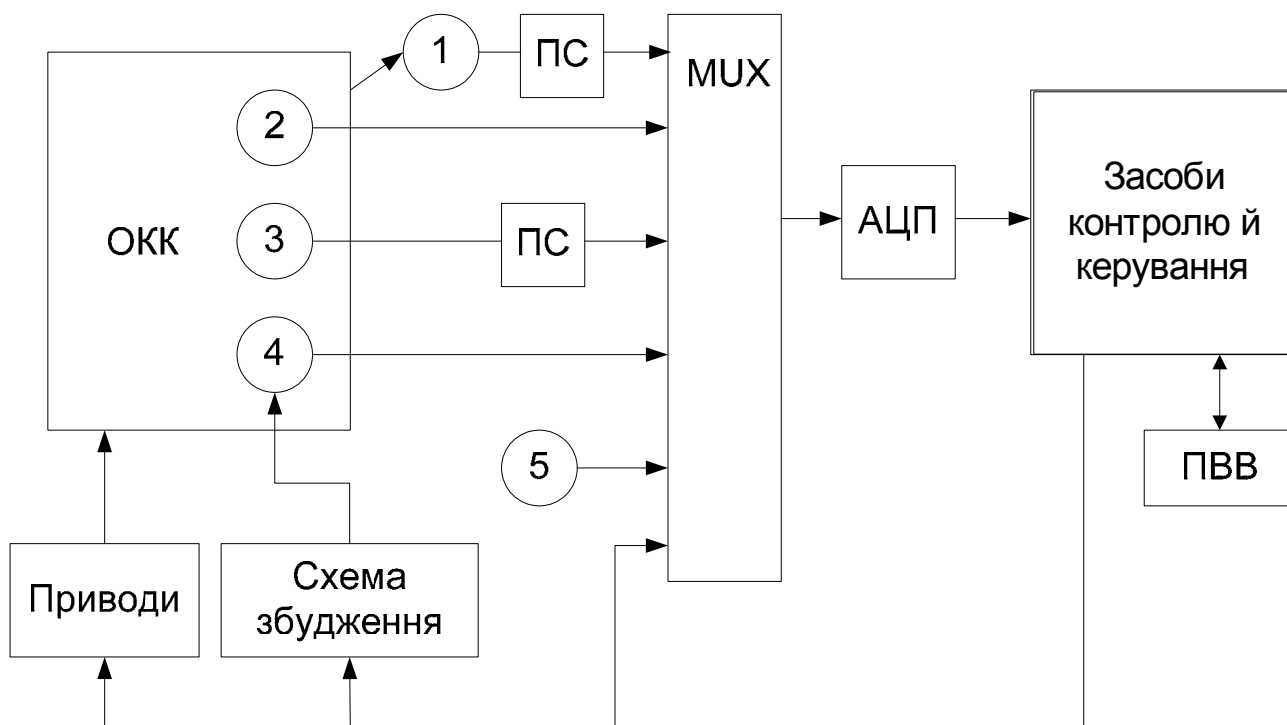 1
ПС
MUX
2
Засоби
контролю й
керування
АЦП
ОКК
3
ПС
4
5
ПВВ
Приводи
Схема
збудження